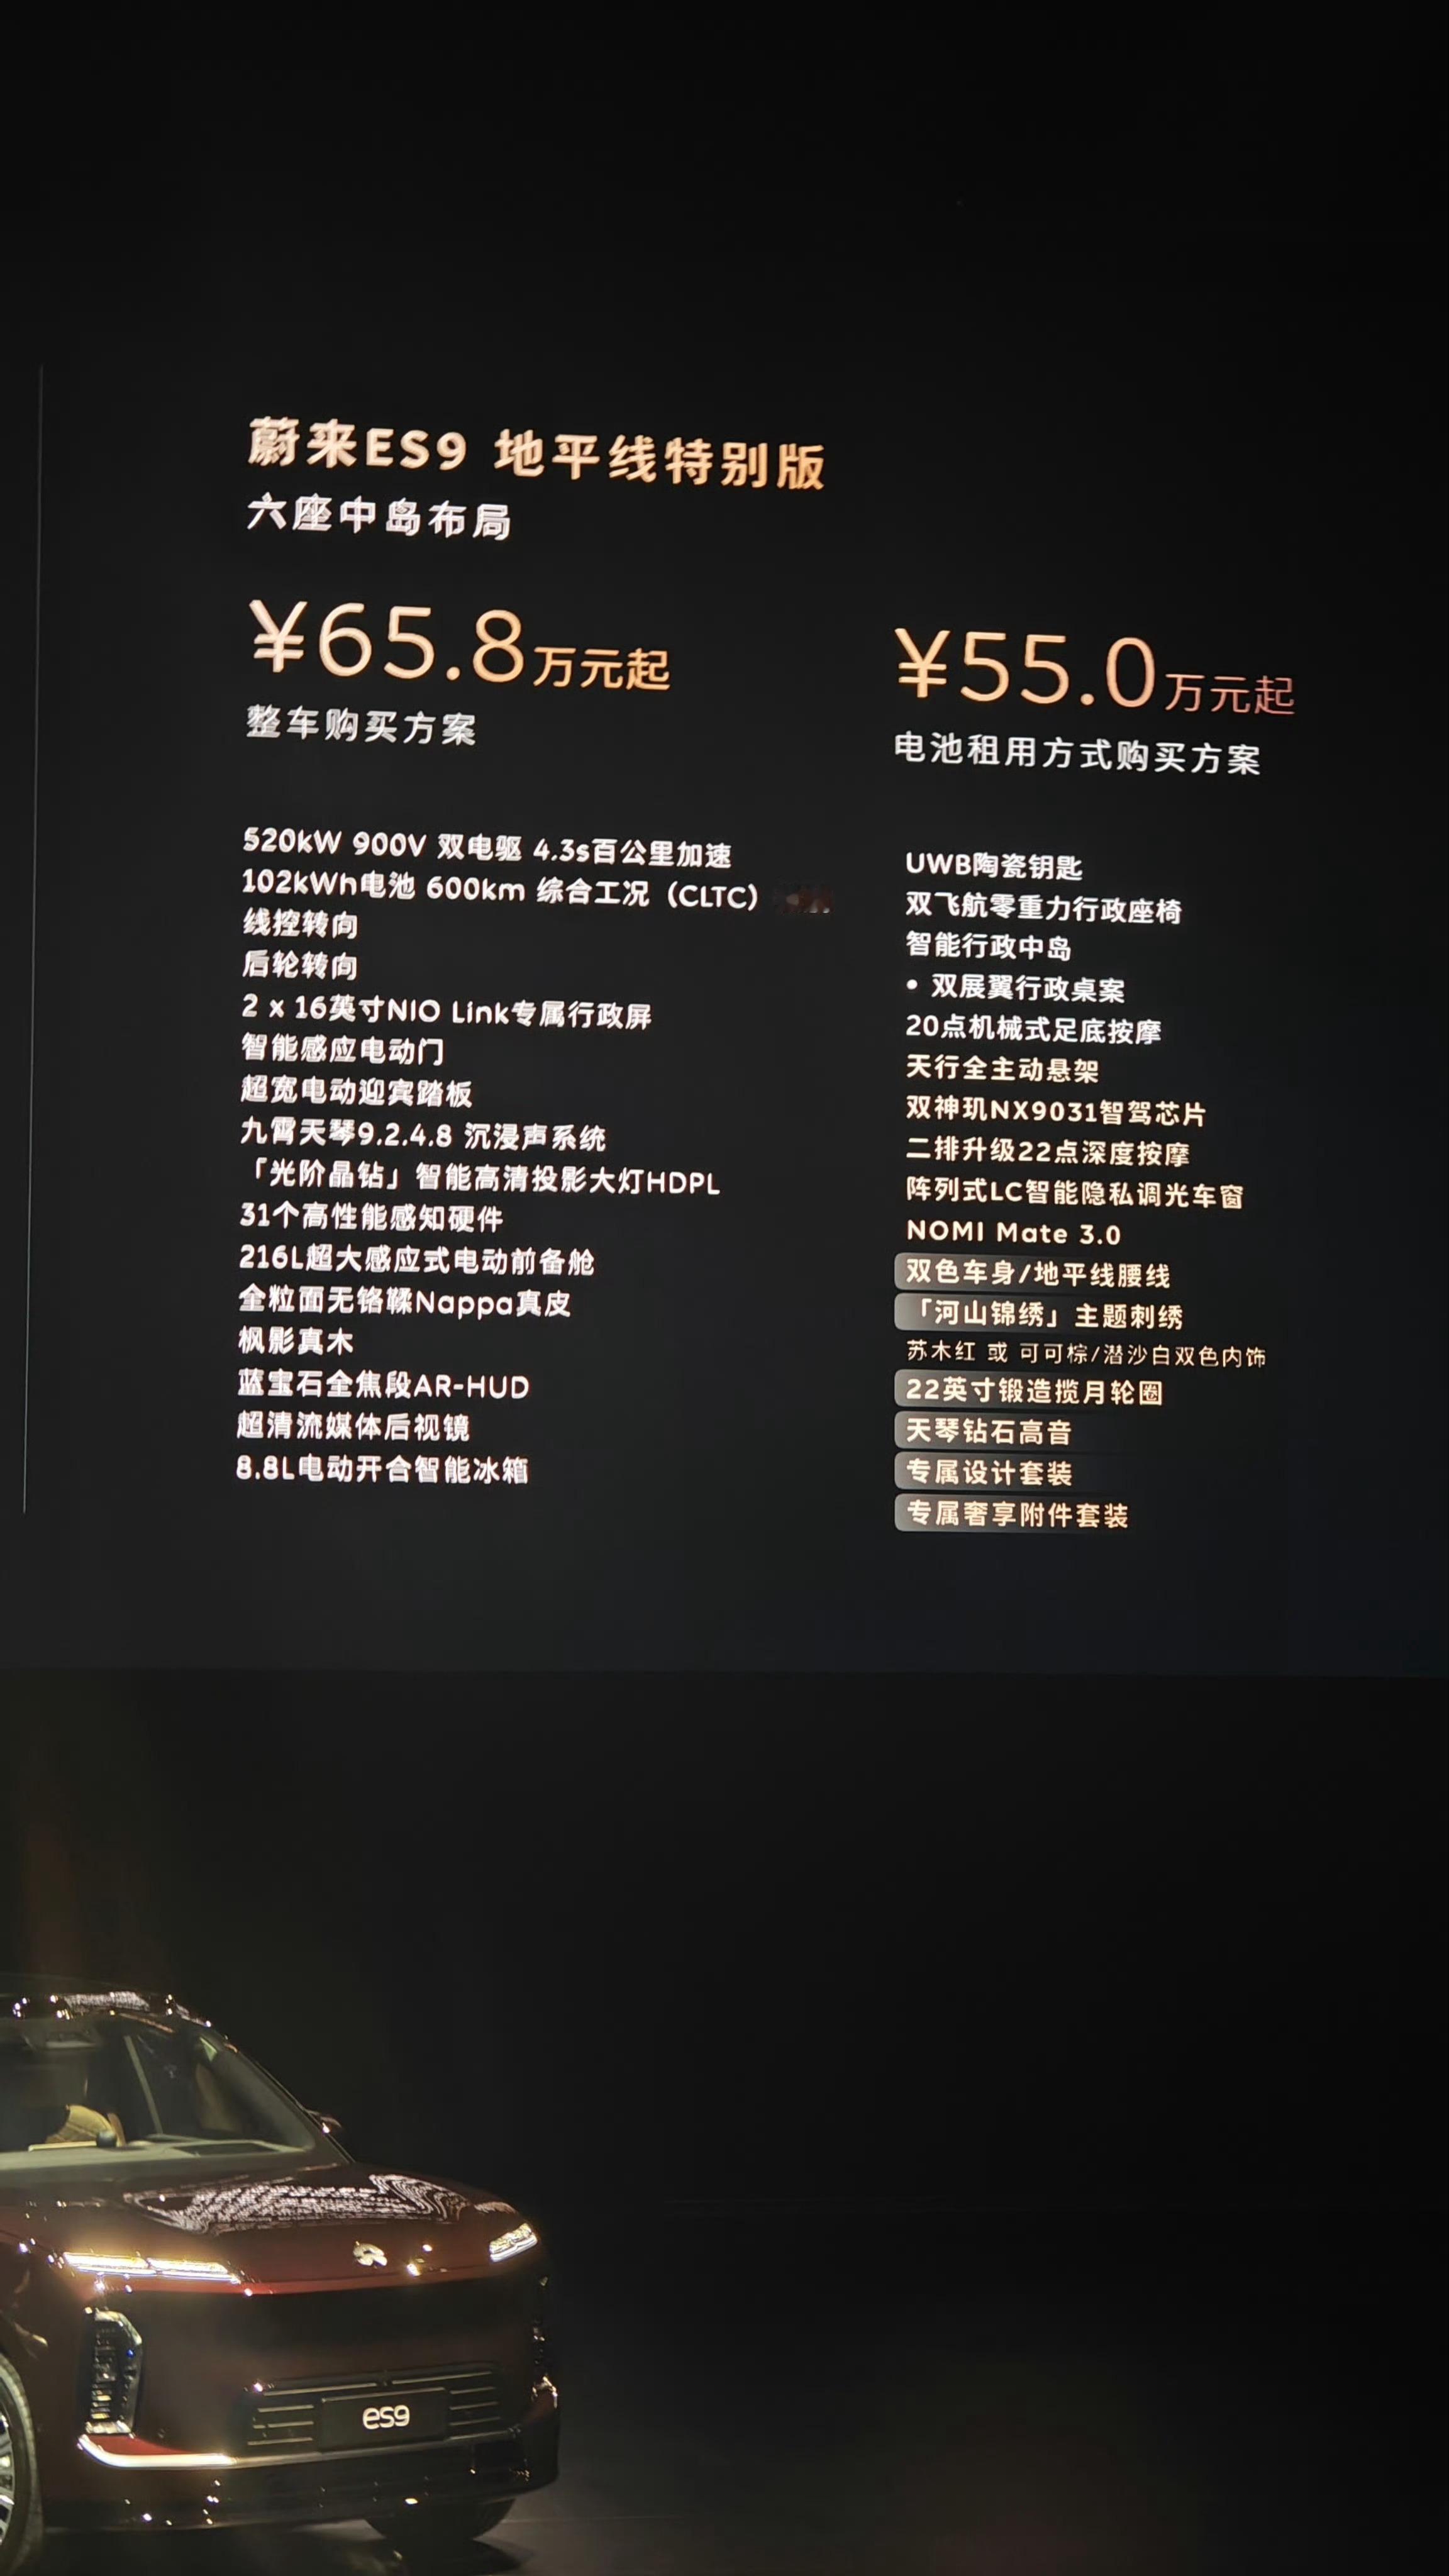 蔚来ES9 地平线特别版
六座中岛布局
¥65.8万元起
整车购买方案
¥55.0万元起
电池租用方式购买方案
520kW 900V 双电驱 4.3s百公里加速
102kWh电池 600km 综合工况（CLTC）
线控转向
后轮转向
2 x 16英寸NIO Link专属行政屏
智能感应电动门
超宽电动迎宾踏板
九霄天琴9.2.4.8 沉浸声系统
「光阶晶钻」智能高清投影大灯HDPL
31个高性能感知硬件
216L超大感应式电动前备舱
全粒面无铬鞣Nappa真皮
枫影真木
蓝宝石全焦段AR-HUD
超清流媒体后视镜
8.8L电动开合智能冰箱
UWB陶瓷钥匙
双飞航零重力行政座椅
智能行政中岛
• 双展翼行政桌案
20点机械式足底按摩
天行全主动悬架
双神玑NX9031智驾芯片
二排升级22点深度按摩
阵列式LC智能隐私调光车窗
NOMI Mate 3.0
双色车身/地平线腰线
「河山锦绣」主题刺绣
苏木红 或 可可棕/潜沙白双色内饰
22英寸锻造揽月轮圈
天琴钻石高音
专属设计套装
专属奢享附件套装
es9